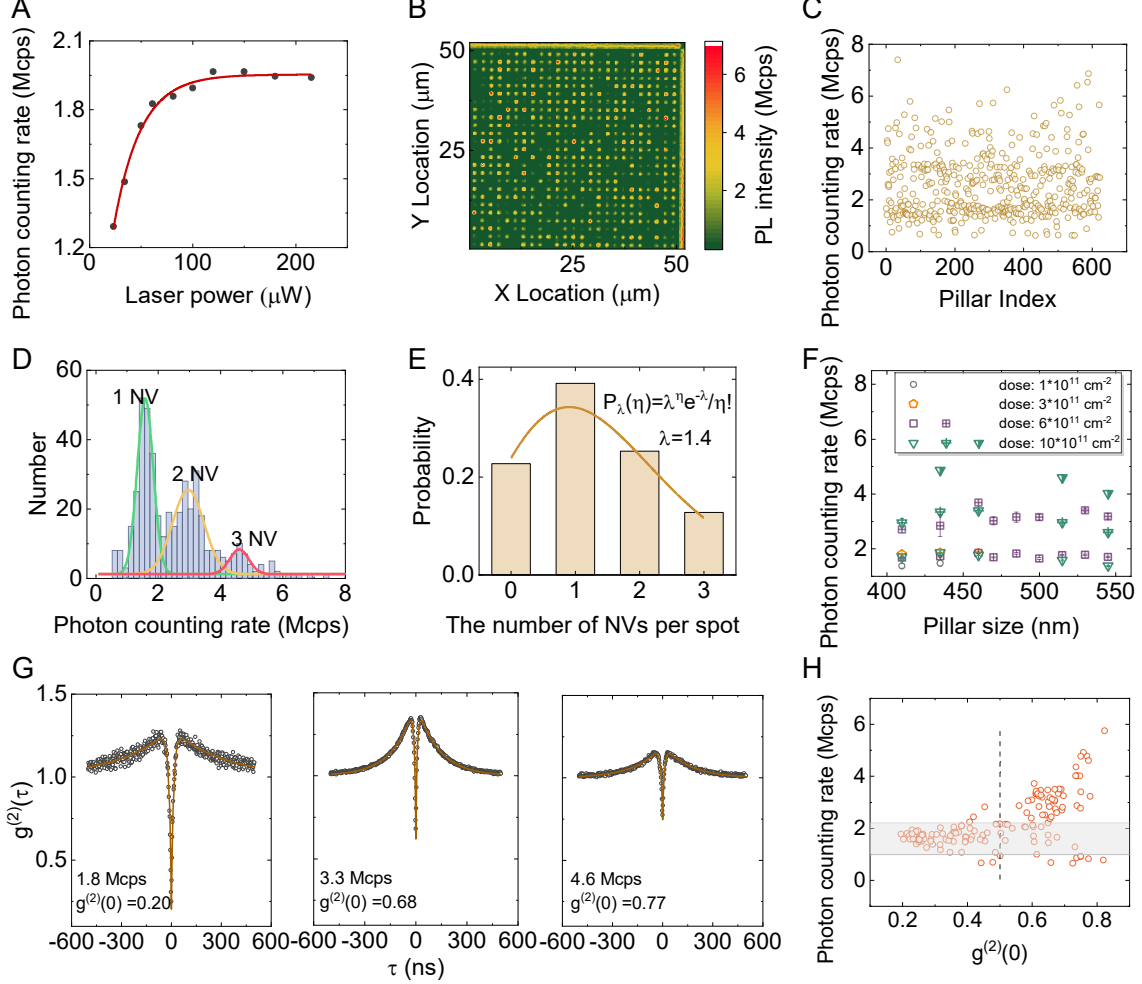 A
Photon counting rate (Mcps)
2.1
1.8
1.5
1.2
0
100
200
Laser power (μW)
B
Y Location (μm)
50
25
25
50
X Location (μm)
6
4
2
PL intensity (Mcps)
C
Photon counting rate (Mcps)
8
6
4
2
0
0
200
400
600
Pillar Index
D
Number
60
40
20
0
1 NV
2 NV
3 NV
0
2
4
6
8
Photon counting rate (Mcps)
E
Probability
0.4
0.2
0.0
P_λ(η)=λ^η e^-λ/η!
λ=1.4
0
1
2
3
The number of NVs per spot
F
Photon counting rate (Mcps)
8
6
4
2
dose: 1*10^11 cm^-2
dose: 3*10^11 cm^-2
dose: 6*10^11 cm^-2
dose: 10*10^11 cm^-2
400
450
500
550
Pillar size (nm)
G
g^(2)(τ)
1.5
1.0
0.5
1.8 Mcps
g^(2)(0) =0.20
-600
-300
0
300
600
3.3 Mcps
g^(2)(0) =0.68
-600
-300
0
300
600
4.6 Mcps
g^(2)(0) =0.77
-600
-300
0
300
600
τ (ns)
H
Photon counting rate (Mcps)
6
4
2
0
0.2
0.4
0.6
0.8
g^(2)(0)